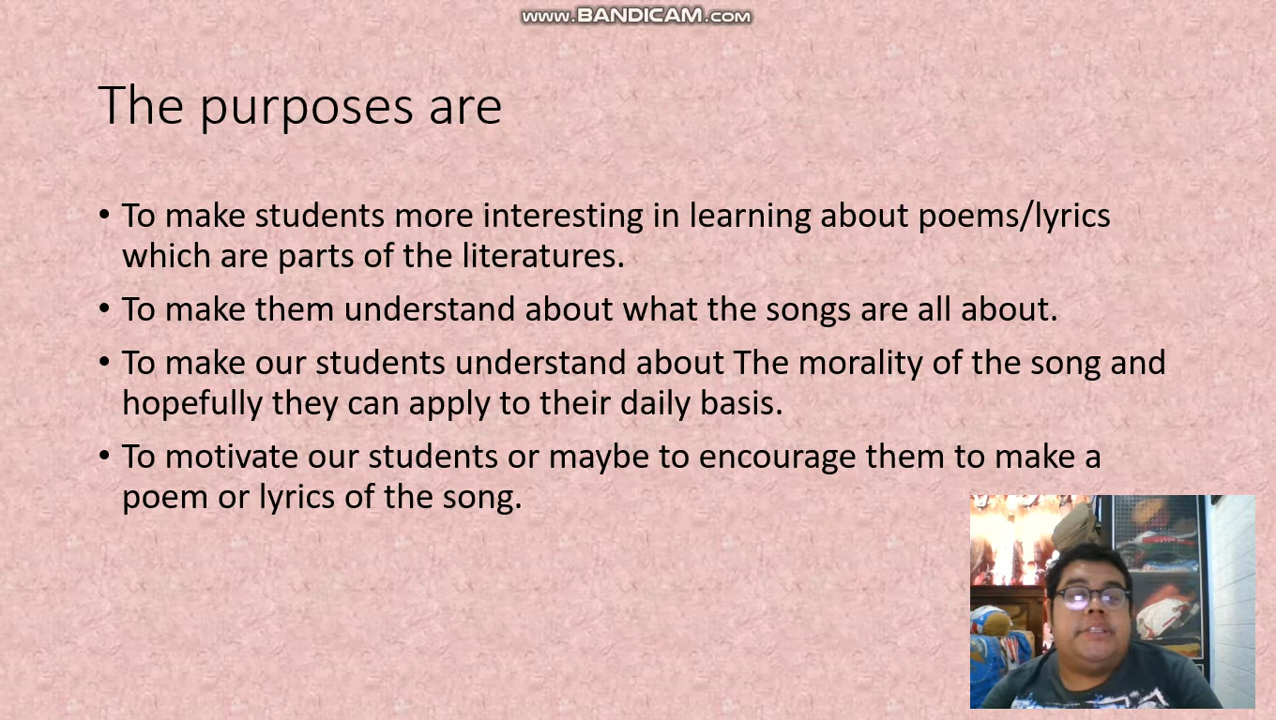 www.BANDICAM.com
The purposes are
• To make students more interesting in learning about poems/lyrics
which are parts of the literatures.
• To make them understand about what the songs are all about.
• To make our students understand about The morality of the song and
hopefully they can apply to their daily basis.
• To motivate our students or maybe to encourage them to make a
poem or lyrics of the song.